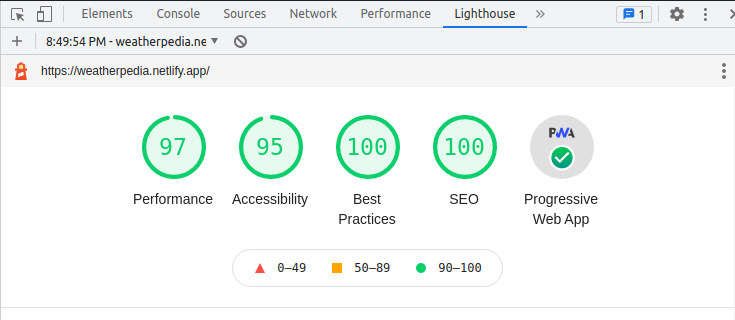 Elements Console Sources Network Performance Lighthouse » 1
8:49:54 PM - weatherpedia.ne
https://weatherpedia.netlify.app/
97 95 100 100 PWA
Performance Accessibility Best Practices SEO Progressive Web App
0–49 50–89 90–100